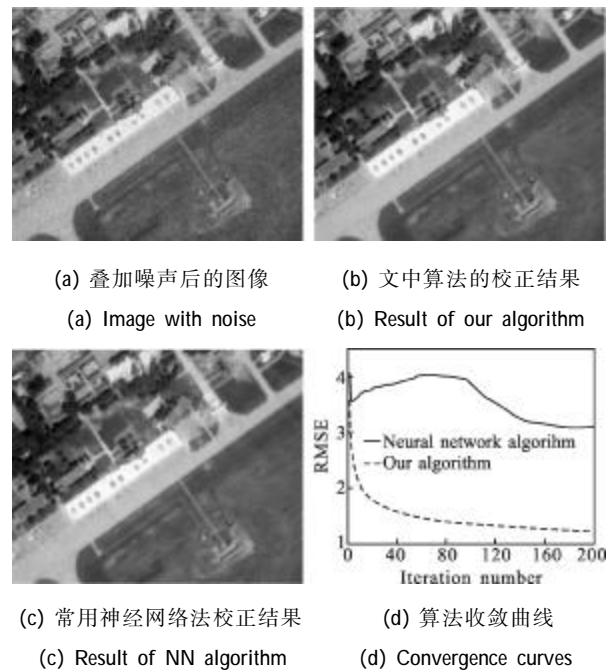 (a) 叠加噪声后的图像
(a) Image with noise
(b) 文中算法的校正结果
(b) Result of our algorithm
4
3
2
1
RMSE
Neural network algorihm
Our algorithm
0 40 80 120 160 200
Iteration number
(c) 常用神经网络法校正结果
(c) Result of NN algorithm
(d) 算法收敛曲线
(d) Convergence curves